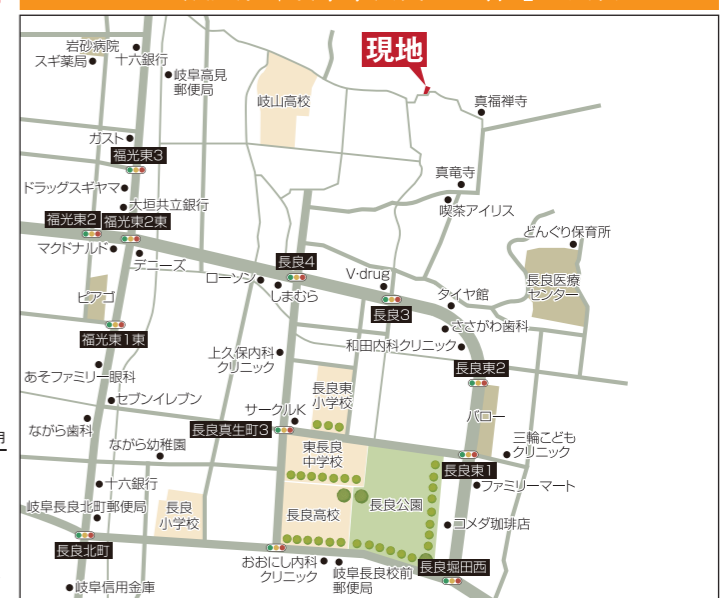 現地
岩砂病院
スギ薬局
十六銀行
岐阜高見
郵便局
岐山高校
真福禅寺
ガスト
福光東3
真竜寺
ドラッグスギヤマ
大垣共立銀行
喫茶アイリス
福光東2
福光東2東
どんぐり保育所
マクドナルド
デニーズ
長良4
ローソン
しまむら
V・drug
長良医療
センター
ピアゴ
タイヤ館
長良3
ささがわ歯科
福光東1東
和田内科クリニック
上久保内科
クリニック
長良東2
あそファミリー眼科
長良東
小学校
セブンイレブン
サークルK
バロー
ながら歯科
長良真生町3
三輪こども
クリニック
ながら幼稚園
東長良
中学校
長良東1
十六銀行
ファミリーマート
岐阜長良北町郵便局
長良
小学校
長良高校
長良公園
コメダ珈琲店
長良北町
おおにし内科
クリニック
岐阜長良校前
郵便局
長良堀田西
岐阜信用金庫